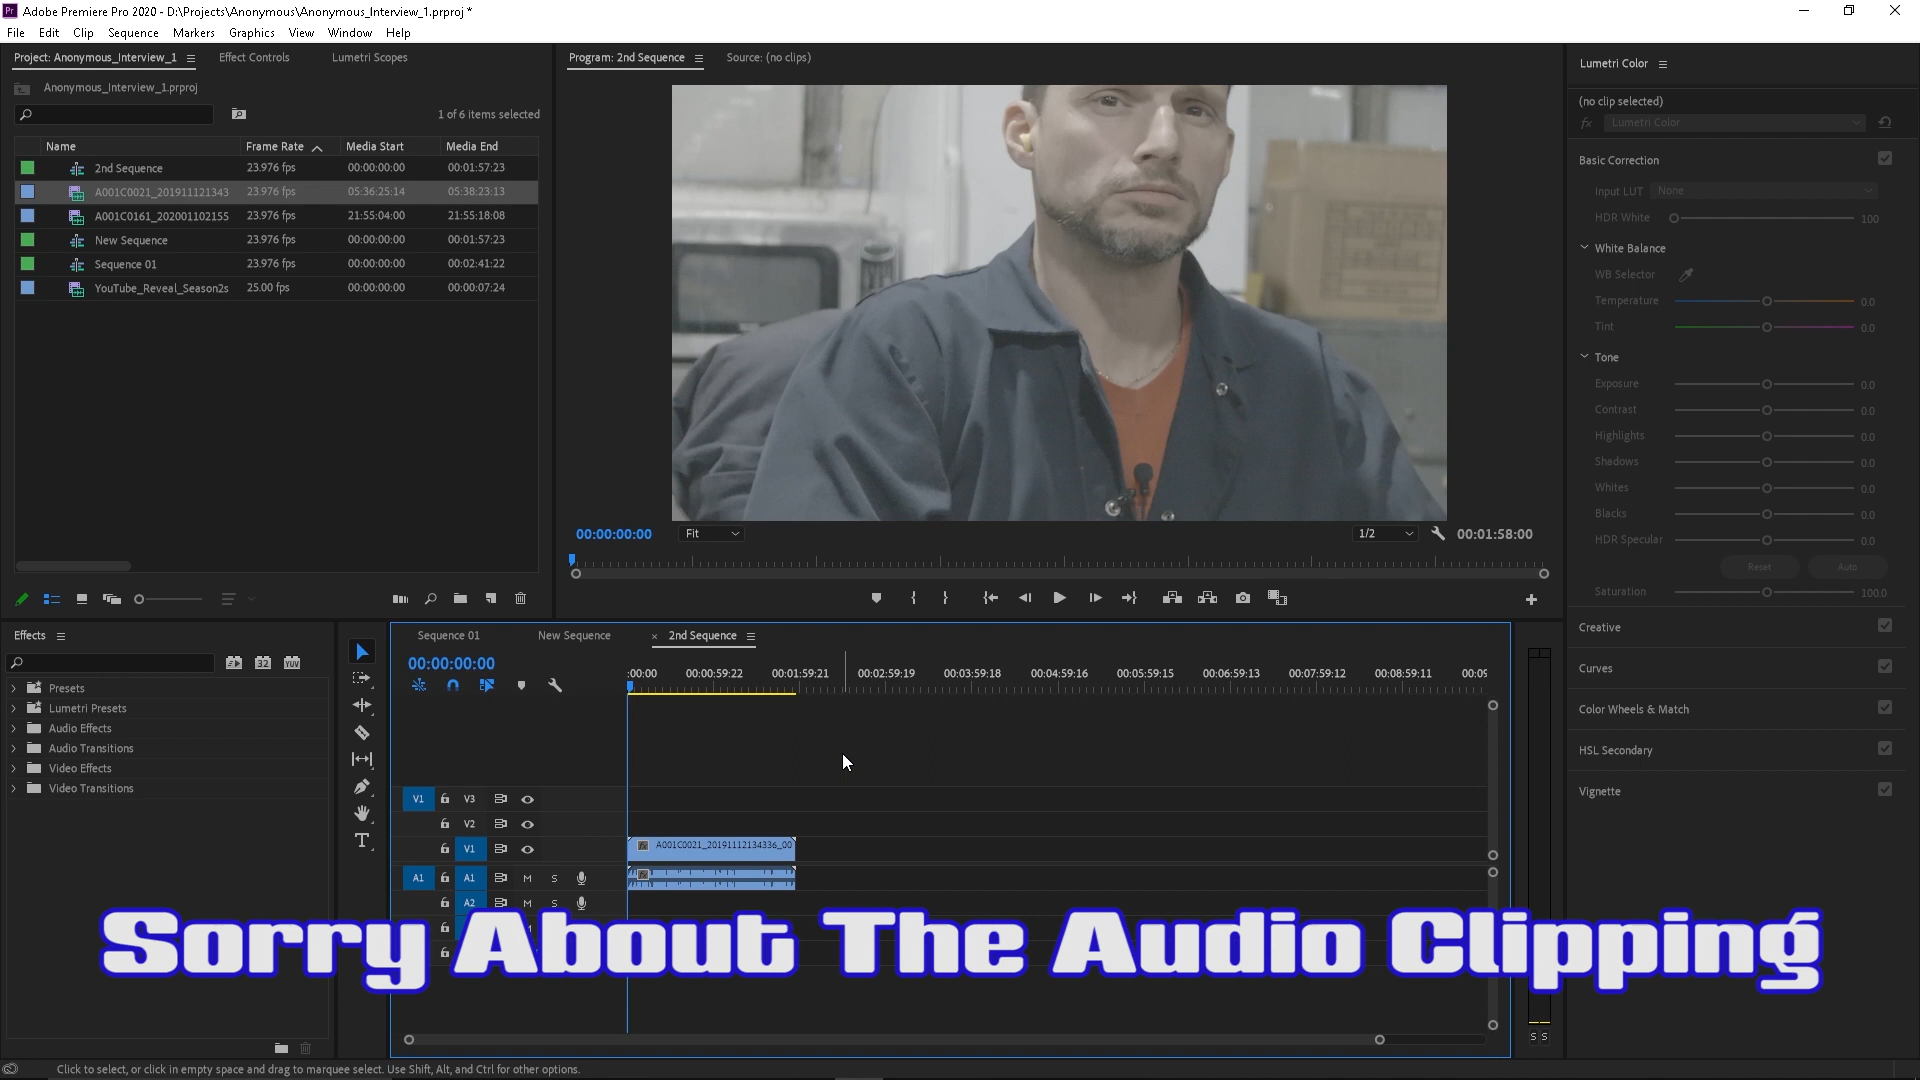 Pr Adobe Premiere Pro 2020 - D:\Projects\Anonymous\Anonymous_Interview_1.prproj *
File Edit Clip Sequence Markers Graphics View Window Help
Project: Anonymous_Interview_1 Effect Controls Lumetri Scopes
Anonymous_Interview_1.prproj
1 of 6 items selected
Name Frame Rate Media Start Media End
2nd Sequence 23.976 fps 00:00:00:00 00:01:57:23
A001C0021_201911121343 23.976 fps 05:36:25:14 05:38:23:13
A001C0161_202001102155 23.976 fps 21:55:04:00 21:55:18:08
New Sequence 23.976 fps 00:00:00:00 00:01:57:23
Sequence 01 23.976 fps 00:00:00:00 00:02:41:22
YouTube_Reveal_Season2s 25.00 fps 00:00:00:00 00:00:07:24
Program: 2nd Sequence Source: (no clips)
00:00:00:00 Fit 1/2 00:01:58:00
Lumetri Color
(no clip selected)
fx Lumetri Color
Basic Correction
Input LUT None
HDR White 100
White Balance
WB Selector
Temperature 0.0
Tint 0.0
Tone
Exposure 0.0
Contrast 0.0
Highlights 0.0
Shadows 0.0
Whites 0.0
Blacks 0.0
HDR Specular 0.0
Reset Auto
Saturation 100.0
Creative
Curves
Color Wheels & Match
HSL Secondary
Vignette
Effects
32 YUV
Presets
Lumetri Presets
Audio Effects
Audio Transitions
Video Effects
Video Transitions
Sequence 01 New Sequence × 2nd Sequence
00:00:00:00
:00:00 00:00:59:22 00:01:59:21 00:02:59:19 00:03:59:18 00:04:59:16 00:05:59:15 00:06:59:13 00:07:59:12 00:08:59:11 00:09
V1 V3
V2
V1 fx A001C0021_20191112134336_00
A1 A1 M S fx
A2 M S
Sorry About The Audio Clipping
S S
Click to select, or click in empty space and drag to marquee select. Use Shift, Alt, and Ctrl for other options.